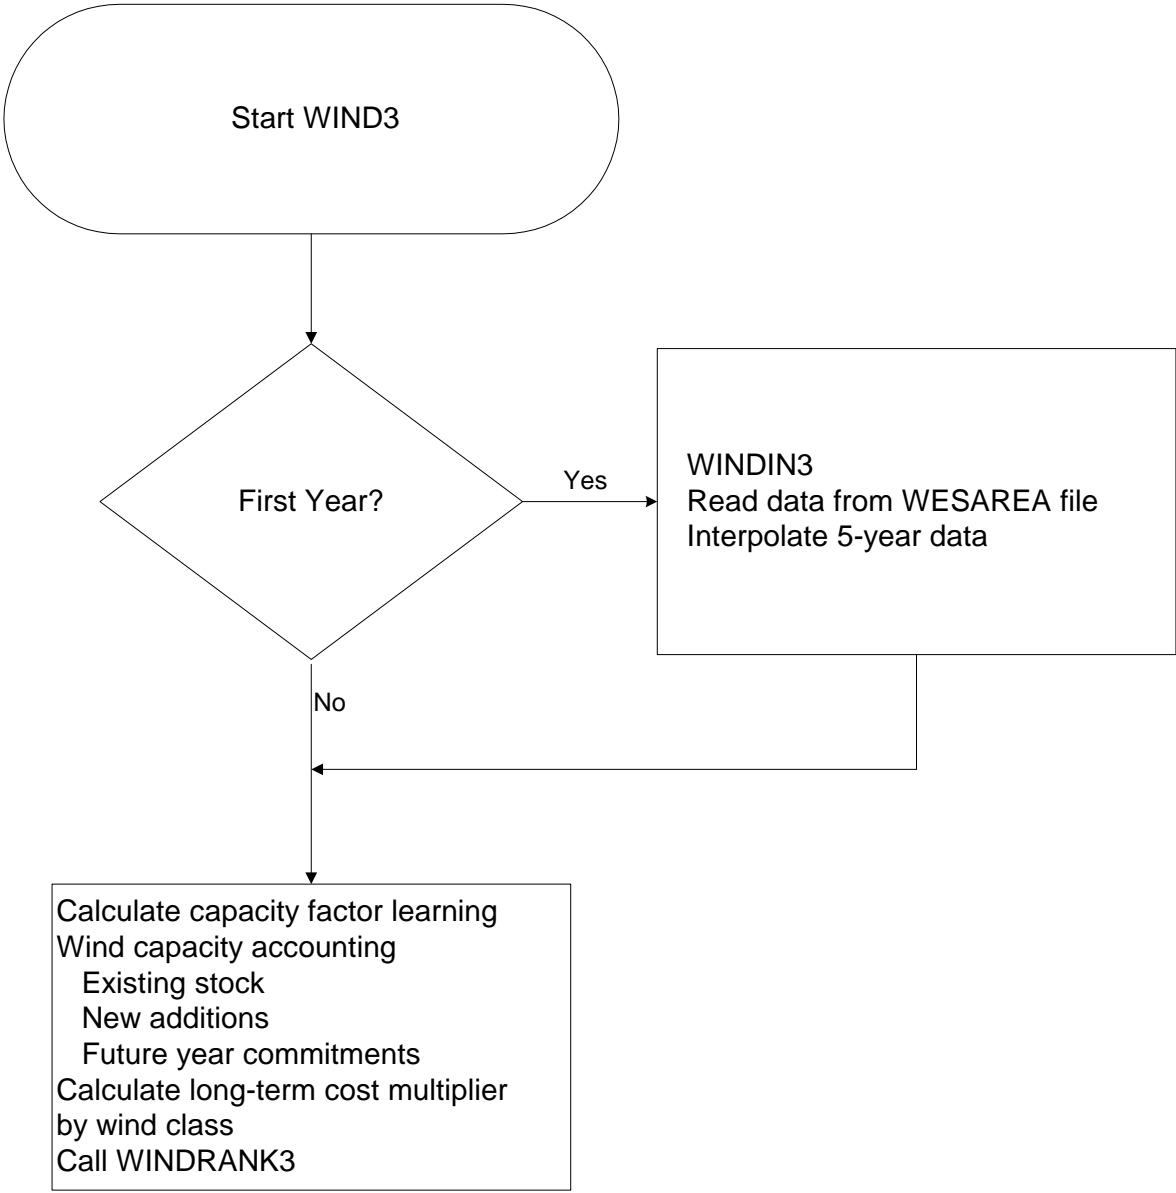 Start WIND3
First Year?
Yes
WINDIN3
Read data from WESAREA file
Interpolate 5-year data
No
Calculate capacity factor learning
Wind capacity accounting
Existing stock
New additions
Future year commitments
Calculate long-term cost multiplier
by wind class
Call WINDRANK3